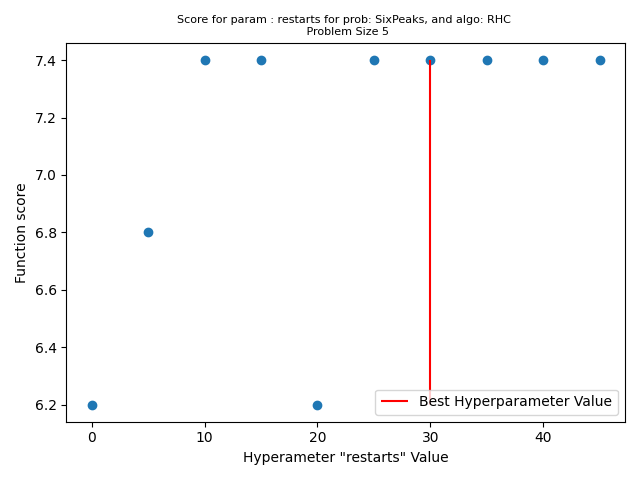 Score for param : restarts for prob: SixPeaks, and algo: RHC
Problem Size 5
7.4
7.2
7.0
6.8
6.6
6.4
6.2
Function score
Best Hyperparameter Value
0
10
20
30
40
Hyperameter "restarts" Value